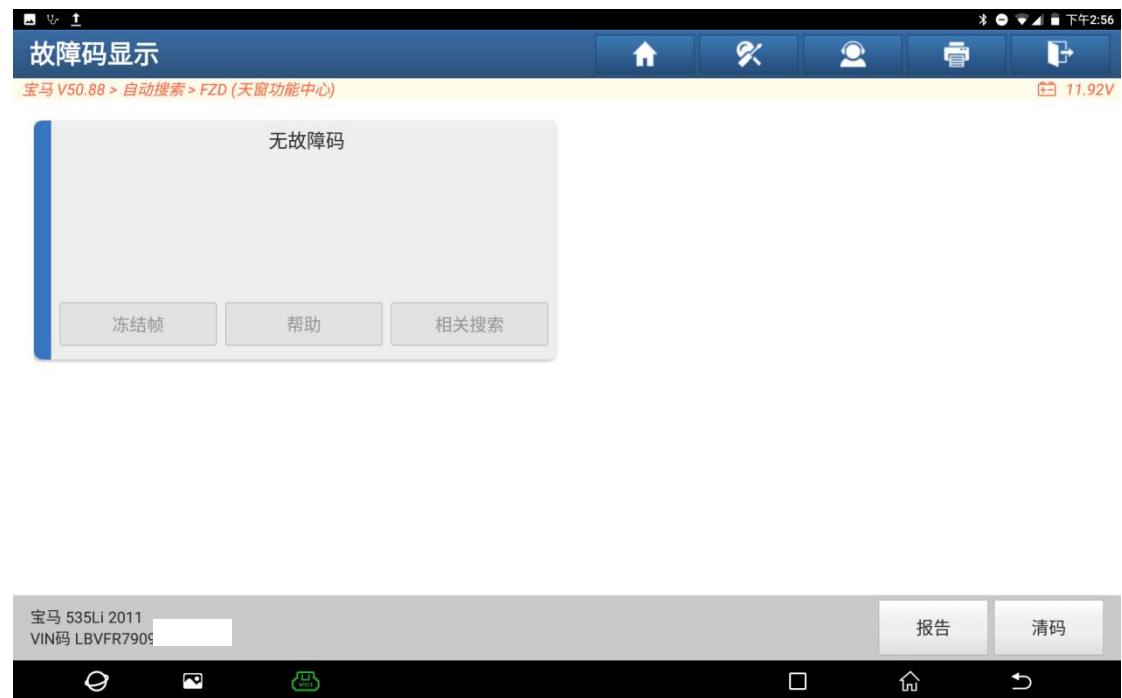 下午2:56
故障码显示
宝马 V50.88 > 自动搜索 > FZD (天窗功能中心)
11.92V
无故障码
冻结帧
帮助
相关搜索
宝马 535Li 2011
VIN码 LBVFR7909
报告
清码
VCI